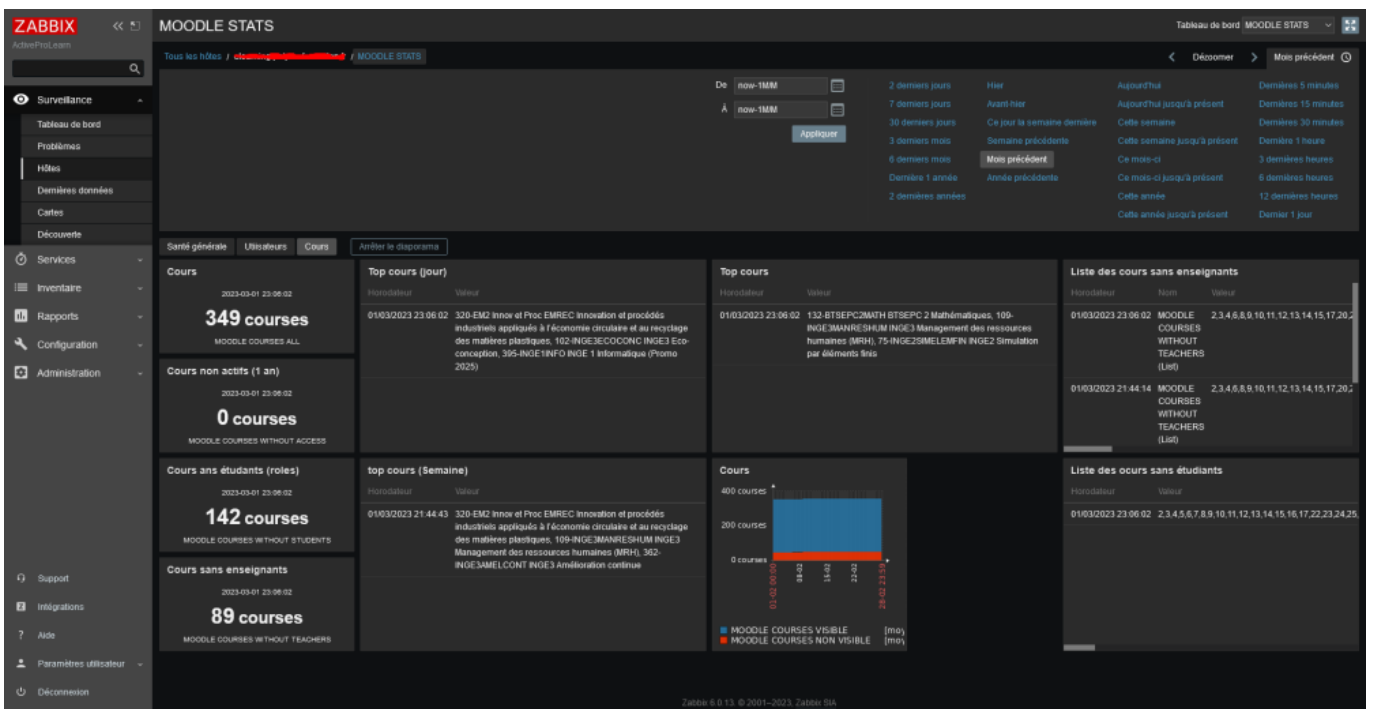 ZABBIX
ActiveProLearn
Surveillance
Tableau de bord
Problèmes
Hôtes
Dernières données
Cartes
Découverte
Services
Inventaire
Rapports
Configuration
Administration
Support
Intégrations
Aide
Paramètres utilisateur
Déconnexion
MOODLE STATS
Tableau de bord MOODLE STATS
Tous les hôtes / / MOODLE STATS
Dézoomer
Mois précédent
De now-1M/M
À now-1M/M
Appliquer
2 derniers jours Hier Aujourd'hui Dernières 5 minutes
7 derniers jours Avant-hier Aujourd'hui jusqu'à présent Dernières 15 minutes
30 derniers jours Ce jour la semaine dernière Cette semaine Dernières 30 minutes
3 derniers mois Semaine précédente Cette semaine jusqu'à présent Dernière 1 heure
6 derniers mois Mois précédent Ce mois-ci 3 dernières heures
Dernière 1 année Année précédente Ce mois-ci jusqu'à présent 6 dernières heures
2 dernières années Cette année 12 dernières heures
Cette année jusqu'à présent Dernier 1 jour
Santé générale Utilisateurs Cours Arrêter le diaporama
Cours
2023-03-01 23:06:02
349 courses
MOODLE COURSES ALL
Cours non actifs (1 an)
2023-03-01 23:06:02
0 courses
MOODLE COURSES WITHOUT ACCESS
Top cours (jour)
Horodateur Valeur
01/03/2023 23:06:02 320-EM2 Innov et Proc EMREC Innovation et procédés
industriels appliqués à l'économie circulaire et au recyclage
des matières plastiques, 102-INGE3ECOCONC INGE3 Eco-
conception, 395-INGE1INFO INGE 1 Informatique (Promo
2025)
Top cours
Horodateur Valeur
01/03/2023 23:06:02 132-BTSEPC2MATH BTSEPC 2 Mathématiques, 109-
INGE3MANRESHUM INGE3 Management des ressources
humaines (MRH), 75-INGE2SIMELEMFIN INGE2 Simulation
par éléments finis
Liste des cours sans enseignants
Horodateur Nom Valeur
01/03/2023 23:06:02 MOODLE 2,3,4,6,8,9,10,11,12,13,14,15,17,20,2
COURSES
WITHOUT
TEACHERS
(List)
01/03/2023 21:44:14 MOODLE 2,3,4,6,8,9,10,11,12,13,14,15,17,20,2
COURSES
WITHOUT
TEACHERS
(List)
Cours ans étudants (roles)
2023-03-01 23:06:02
142 courses
MOODLE COURSES WITHOUT STUDENTS
Cours sans enseignants
2023-03-01 23:06:02
89 courses
MOODLE COURSES WITHOUT TEACHERS
top cours (Semaine)
Horodateur Valeur
01/03/2023 21:44:43 320-EM2 Innov et Proc EMREC Innovation et procédés
industriels appliqués à l'économie circulaire et au recyclage
des matières plastiques, 109-INGE3MANRESHUM INGE3
Management des ressources humaines (MRH), 362-
INGE3AMELCONT INGE3 Amélioration continue
Cours
400 courses
200 courses
0 courses
01-02 00:00
08-02
15-02
22-02
28-02 23:59
MOODLE COURSES VISIBLE [moy
MOODLE COURSES NON VISIBLE [moy
Liste des ocurs sans étudiants
Horodateur Valeur
01/03/2023 23:06:02 2,3,4,5,6,7,8,9,10,11,12,13,14,15,16,17,22,23,24,25,
Zabbix 6.0.13. © 2001–2023, Zabbix SIA